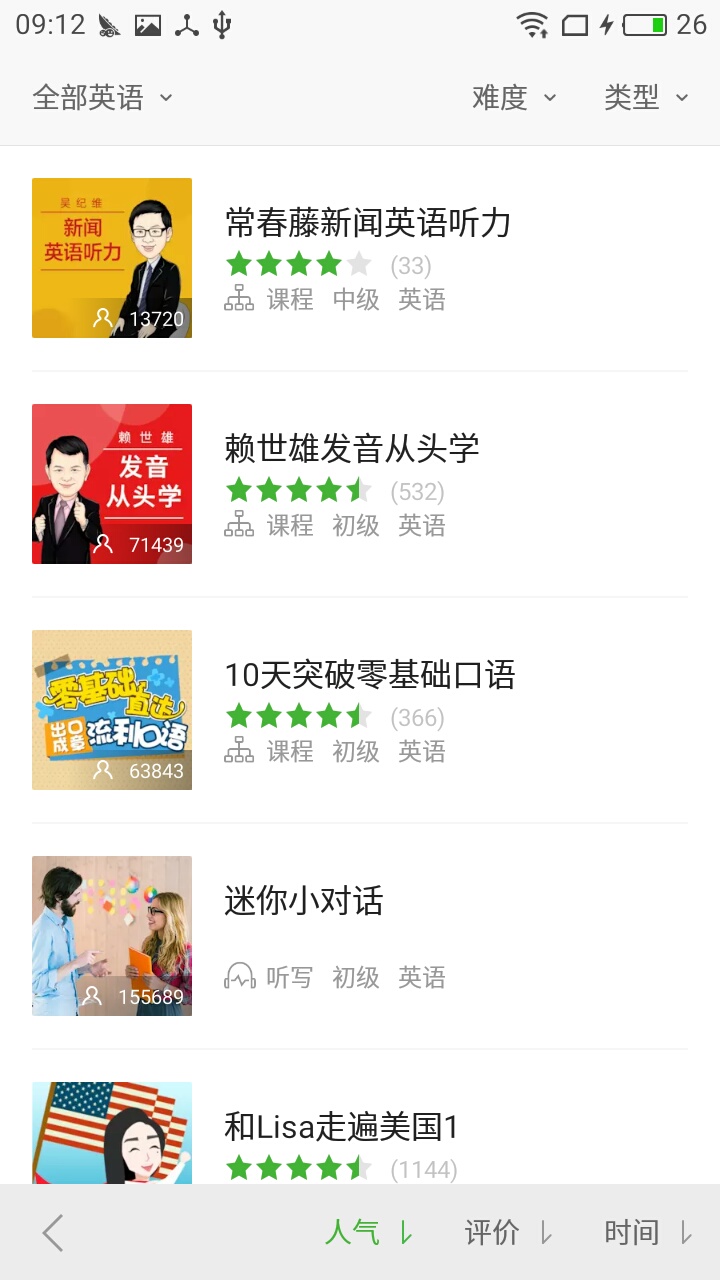 09:12 26
全部英语 难度 类型
吴纪维
新闻
英语听力
13720
常春藤新闻英语听力
(33)
课程 中级 英语
赖世雄
发音
从头学
71439
赖世雄发音从头学
(532)
课程 初级 英语
零基础
直达
出口
成章
流利口语
63843
10天突破零基础口语
(366)
课程 初级 英语
155689
迷你小对话
听写 初级 英语
和Lisa走遍美国1
(1144)
人气 评价 时间